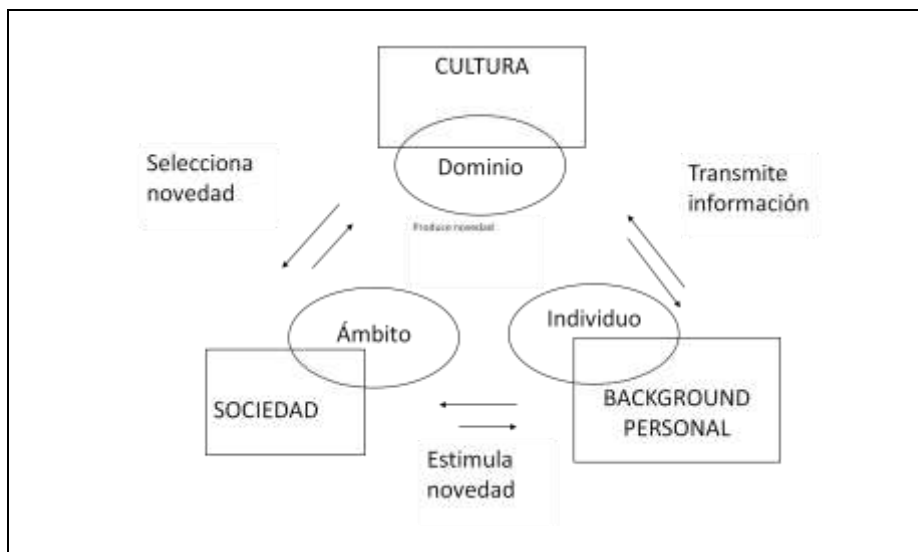 CULTURA
Dominio
Selecciona
novedad
Transmite
información
Produce novedad
Ámbito
Individuo
SOCIEDAD
BACKGROUND
PERSONAL
Estimula
novedad